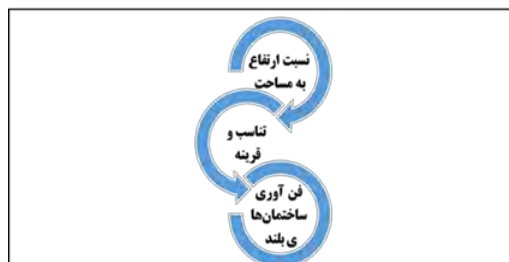 نسبت ارتفاع
به مساحت
تناسب و
قرینه
فن آوری
ساختمان‌ها
ی بلند